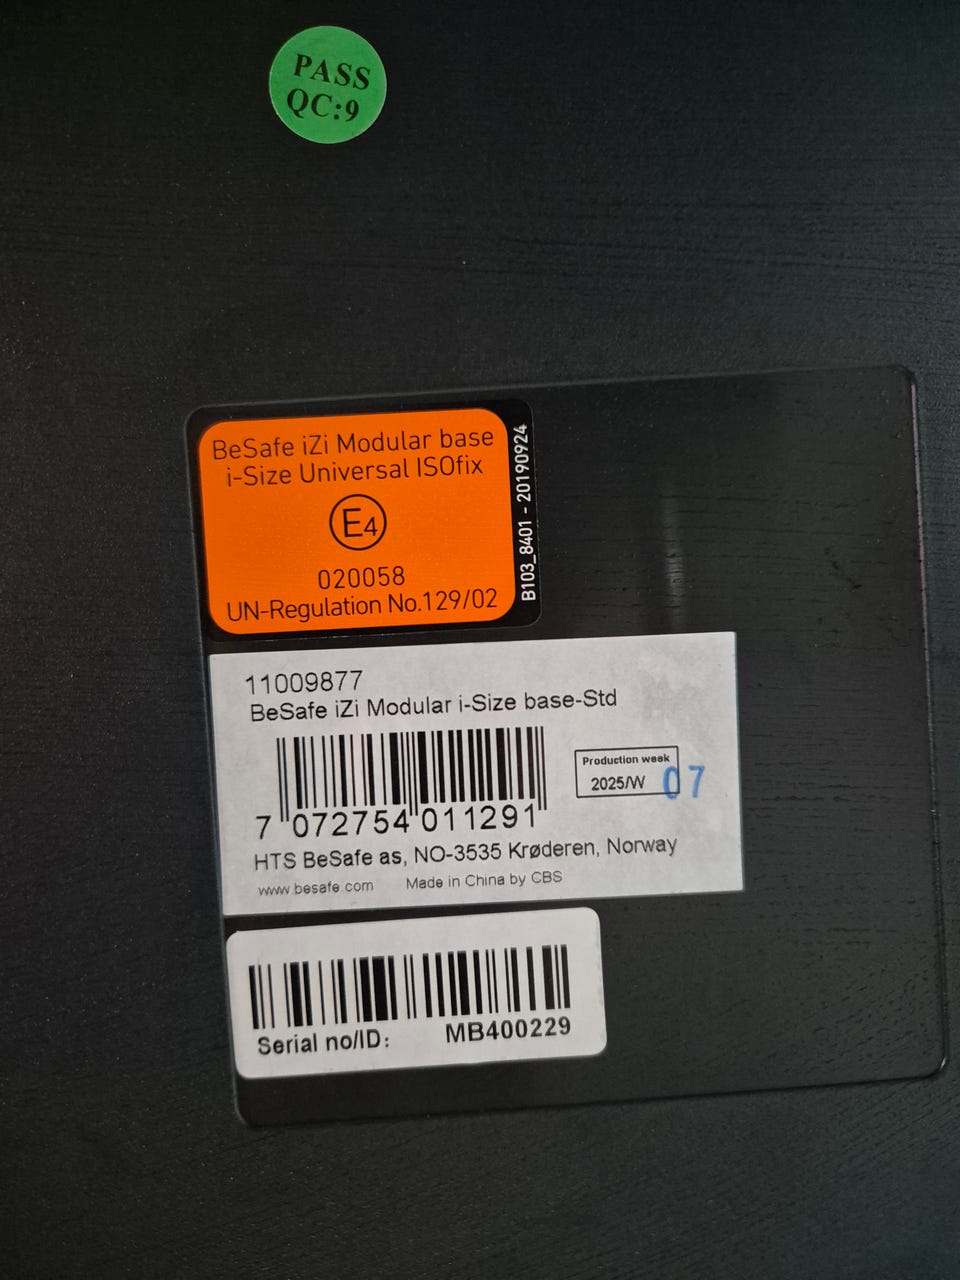 PASS
QC:9
BeSafe iZi Modular base
i-Size Universal ISOfix
E4
020058
UN-Regulation No.129/02
B103_8401 - 20190924
11009877
BeSafe iZi Modular i-Size base-Std
7 072754 011291
Production week
2025/W 07
HTS BeSafe as, NO-3535 Krøderen, Norway
www.besafe.com Made in China by CBS
Serial no/ID: MB400229